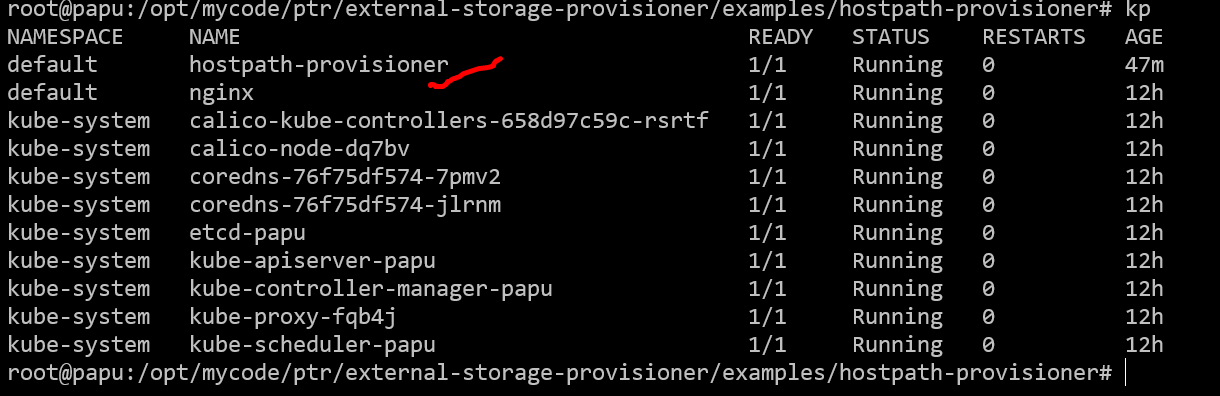 root@papu:/opt/mycode/ptr/external-storage-provisioner/examples/hostpath-provisioner# kp
NAMESPACE NAME READY STATUS RESTARTS AGE
default hostpath-provisioner 1/1 Running 0 47m
default nginx 1/1 Running 0 12h
kube-system calico-kube-controllers-658d97c59c-rsrtf 1/1 Running 0 12h
kube-system calico-node-dq7bv 1/1 Running 0 12h
kube-system coredns-76f75df574-7pmv2 1/1 Running 0 12h
kube-system coredns-76f75df574-jlrnm 1/1 Running 0 12h
kube-system etcd-papu 1/1 Running 0 12h
kube-system kube-apiserver-papu 1/1 Running 0 12h
kube-system kube-controller-manager-papu 1/1 Running 0 12h
kube-system kube-proxy-fqb4j 1/1 Running 0 12h
kube-system kube-scheduler-papu 1/1 Running 0 12h
root@papu:/opt/mycode/ptr/external-storage-provisioner/examples/hostpath-provisioner#